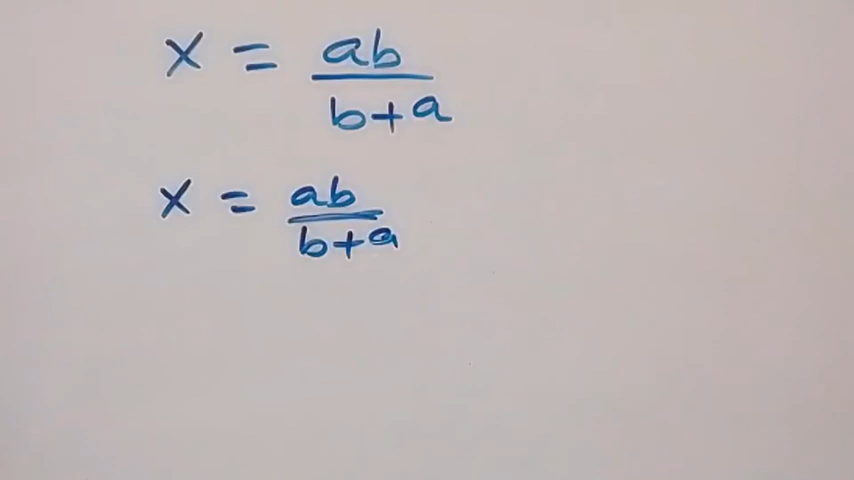 x = ab/b+a
x = ab/b+a